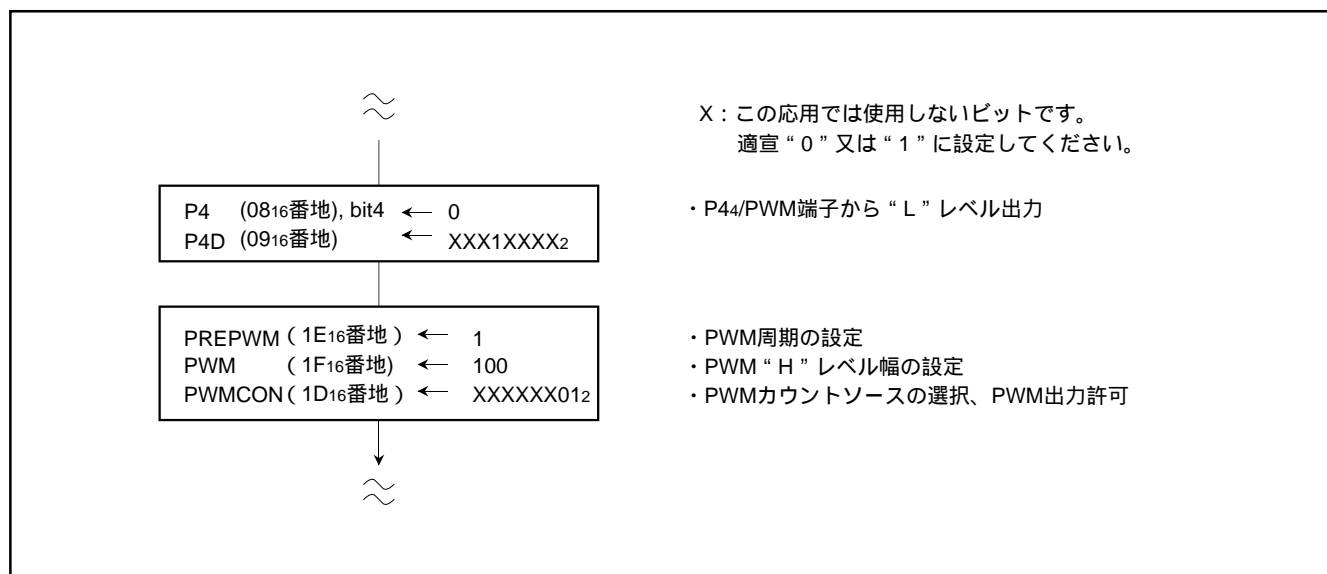 X：この応用では使用しないビットです。
適宣“0”又は“1”に設定してください。
P4 (0816番地), bit4 ← 0
P4D (0916番地) ← XXX1XXXX2
・P44/PWM端子から“L”レベル出力
PREPWM（1E16番地）← 1
PWM （1F16番地) ← 100
PWMCON（1D16番地）← XXXXXX012
・PWM周期の設定
・PWM“H”レベル幅の設定
・PWMカウントソースの選択、PWM出力許可